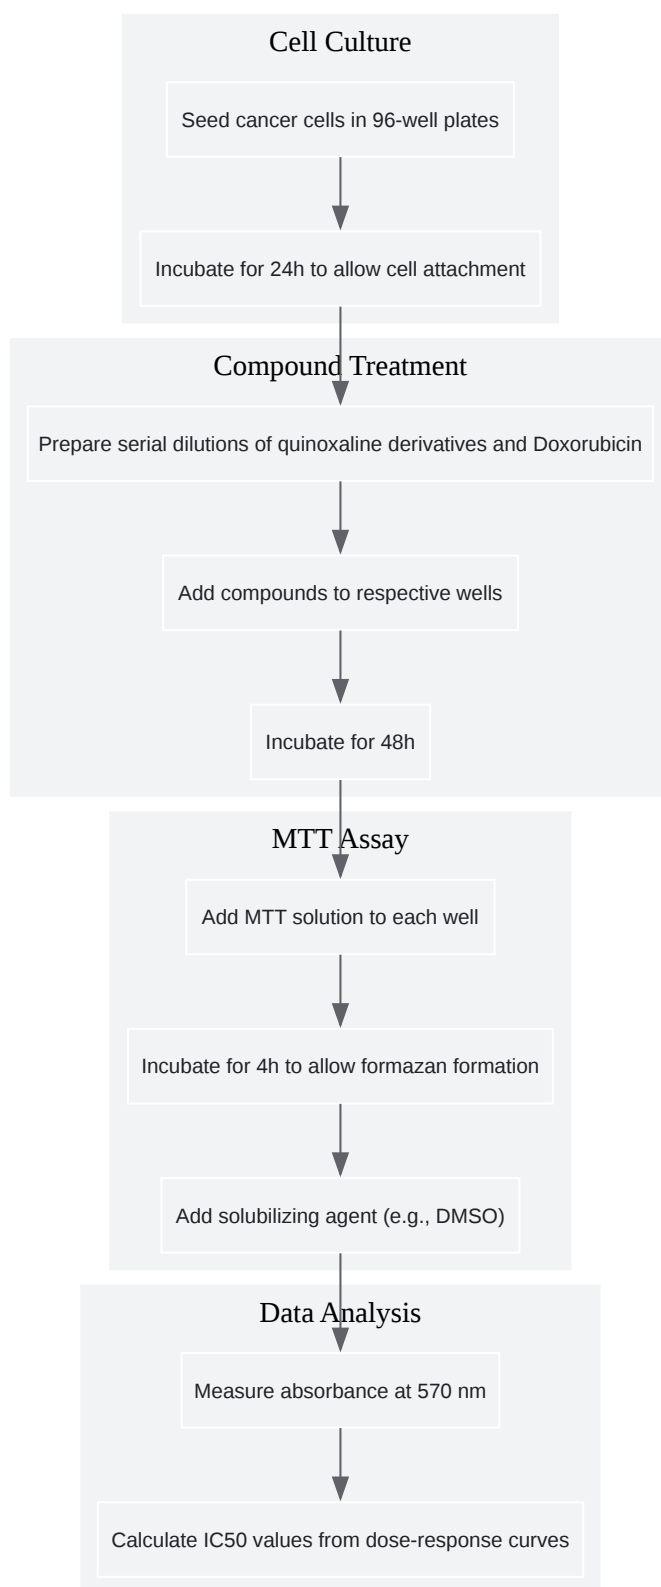 Cell Culture
Seed cancer cells in 96-well plates
Incubate for 24h to allow cell attachment
Compound Treatment
Prepare serial dilutions of quinoxaline derivatives and Doxorubicin
Add compounds to respective wells
Incubate for 48h
MTT Assay
Add MTT solution to each well
Incubate for 4h to allow formazan formation
Add solubilizing agent (e.g., DMSO)
Data Analysis
Measure absorbance at 570 nm
Calculate IC50 values from dose-response curves